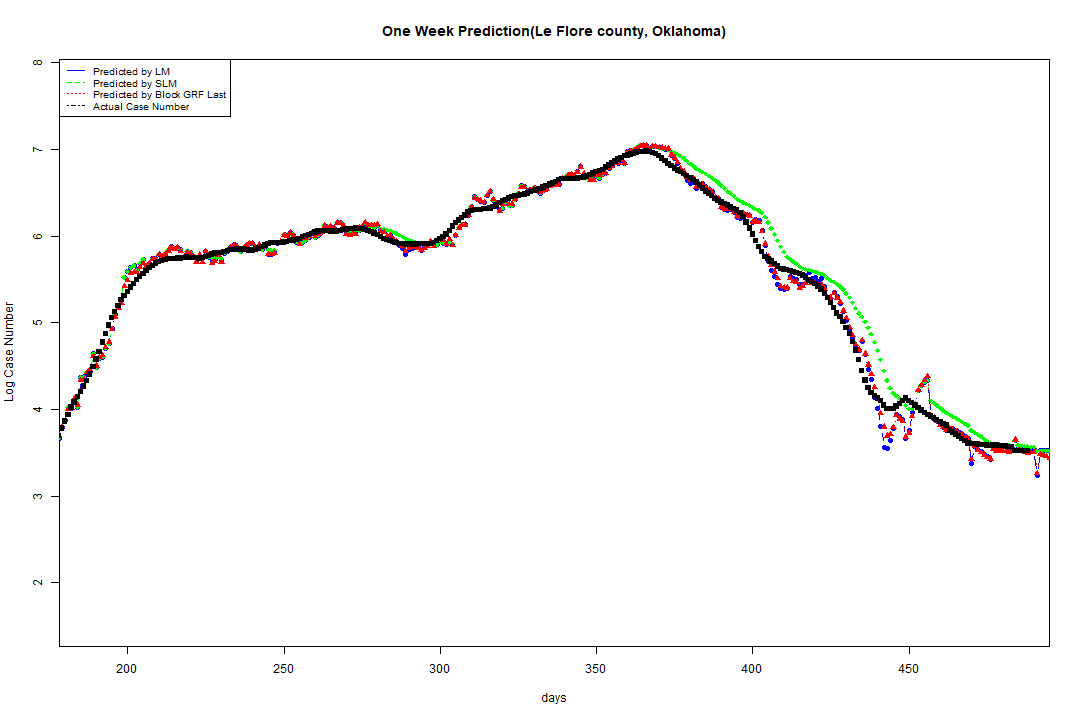 One Week Prediction(Le Flore county, Oklahoma)
Predicted by LM
Predicted by SLM
Predicted by Block GRF Last
Actual Case Number
8
7
6
5
4
3
2
Log Case Number
200 250 300 350 400 450
days